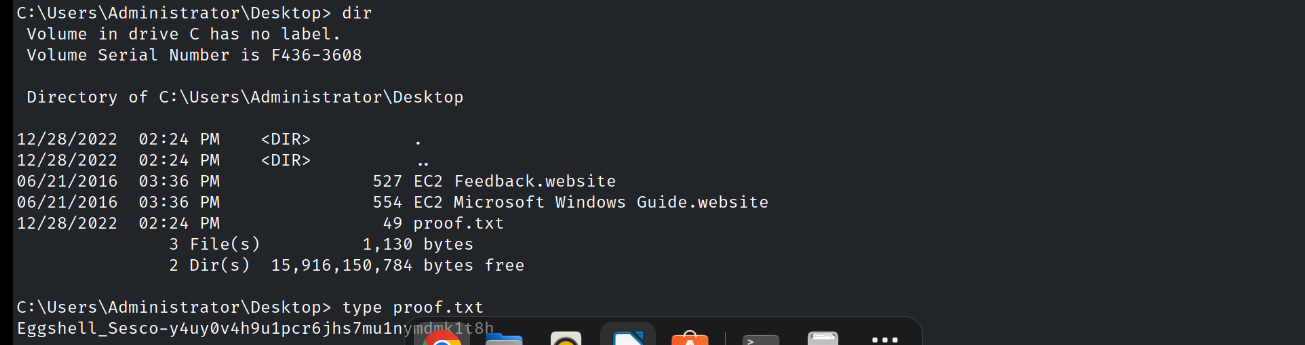 C:\Users\Administrator\Desktop> dir
 Volume in drive C has no label.
 Volume Serial Number is F436-3608

 Directory of C:\Users\Administrator\Desktop

12/28/2022  02:24 PM    <DIR>          .
12/28/2022  02:24 PM    <DIR>          ..
06/21/2016  03:36 PM               527 EC2 Feedback.website
06/21/2016  03:36 PM               554 EC2 Microsoft Windows Guide.website
12/28/2022  02:24 PM                49 proof.txt
               3 File(s)          1,130 bytes
               2 Dir(s)  15,916,150,784 bytes free

C:\Users\Administrator\Desktop> type proof.txt
Eggshell_Sesco-y4uy0v4h9u1pcr6jhs7mu1nymdmk1t8h